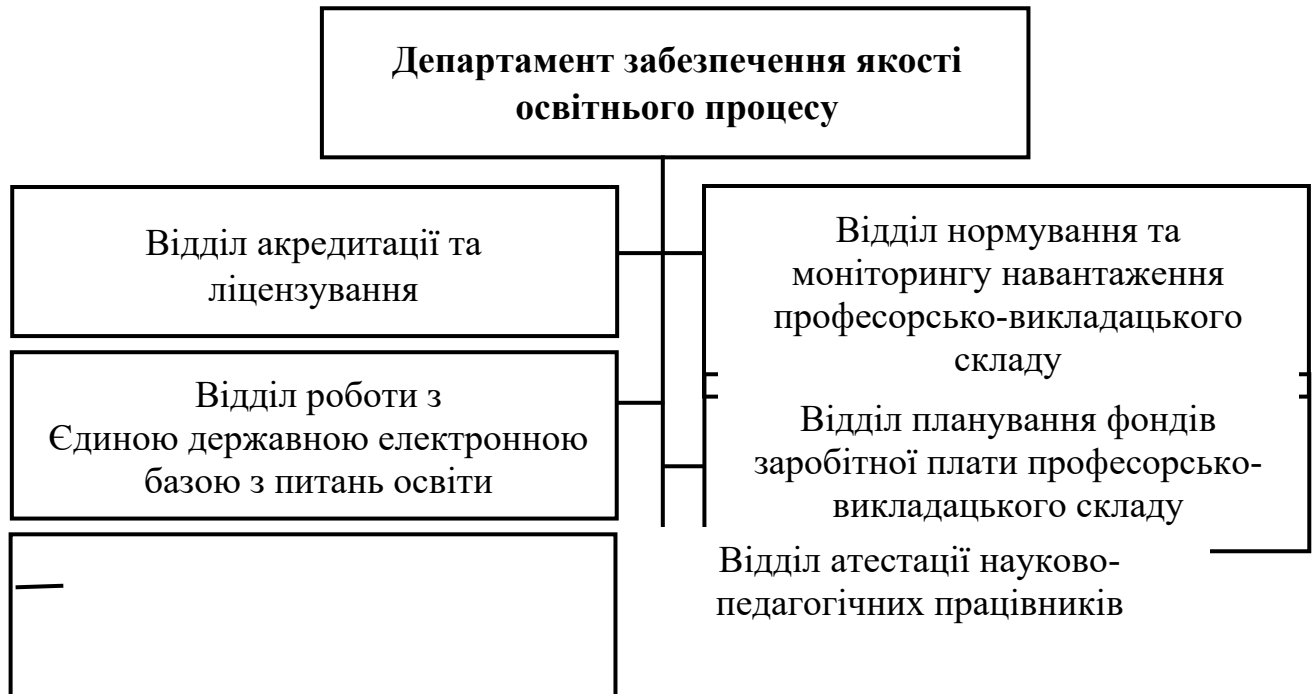 Департамент забезпечення якості
освітнього процесу
Відділ акредитації та
ліцензування
Відділ нормування та
моніторингу навантаження
професорсько-викладацького
складу
Відділ роботи з
Єдиною державною електронною
базою з питань освіти
Відділ планування фондів
заробітної плати професорсько-
викладацького складу
Відділ атестації науково-
педагогічних працівників